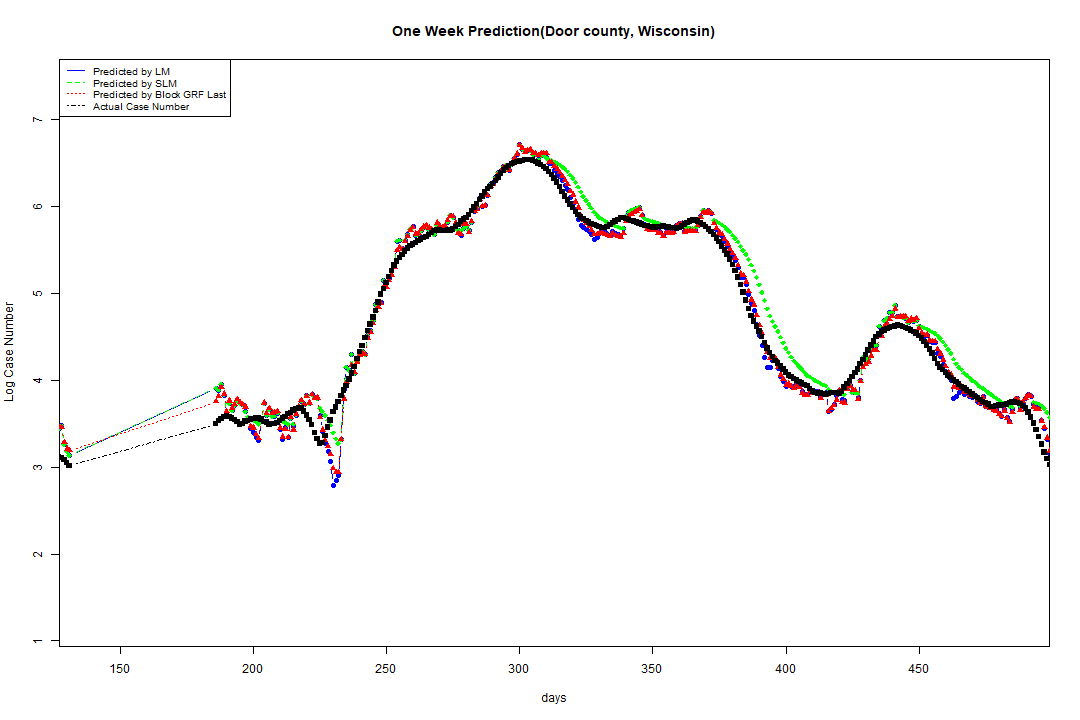 One Week Prediction(Door county, Wisconsin)
Predicted by LM
Predicted by SLM
Predicted by Block GRF Last
Actual Case Number
Log Case Number
7
6
5
4
3
2
1
150 200 250 300 350 400 450
days